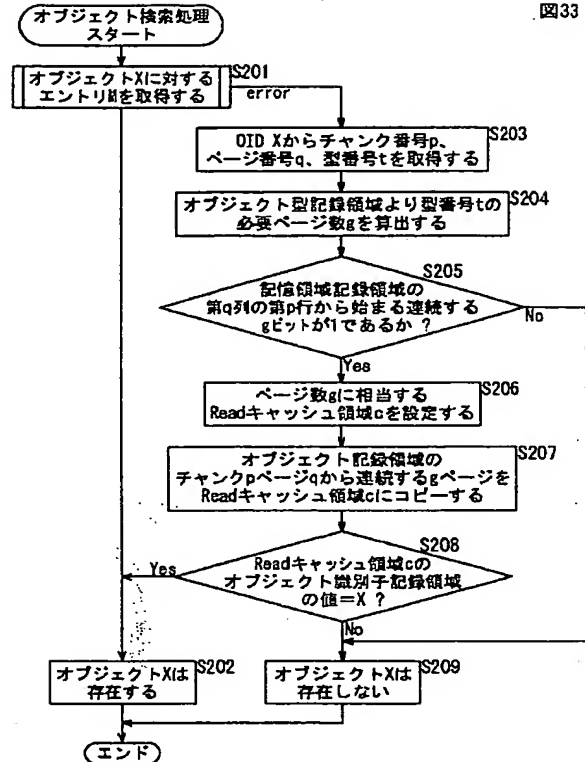 図33
オブジェクト検索処理
スタート
オブジェクトXに対する
エントリMを取得する
S201
error
OID Xからチャンク番号p、
ページ番号q、型番号tを取得する
S203
オブジェクト型記録領域より型番号tの
必要ページ数gを算出する
S204
S205
記憶領域記録領域の
第q列の第p行から始まる連続する
gビットが1であるか ?
No
Yes
ページ数gに相当する
Readキャッシュ領域cを設定する
S206
オブジェクト記録領域の
チャンクpページqから連続するgページを
Readキャッシュ領域cにコピーする
S207
S208
Readキャッシュ領域cの
オブジェクト識別子記録領域
の値=X ?
Yes
No
オブジェクトXは
存在する
S202
オブジェクトXは
存在しない
S209
エンド